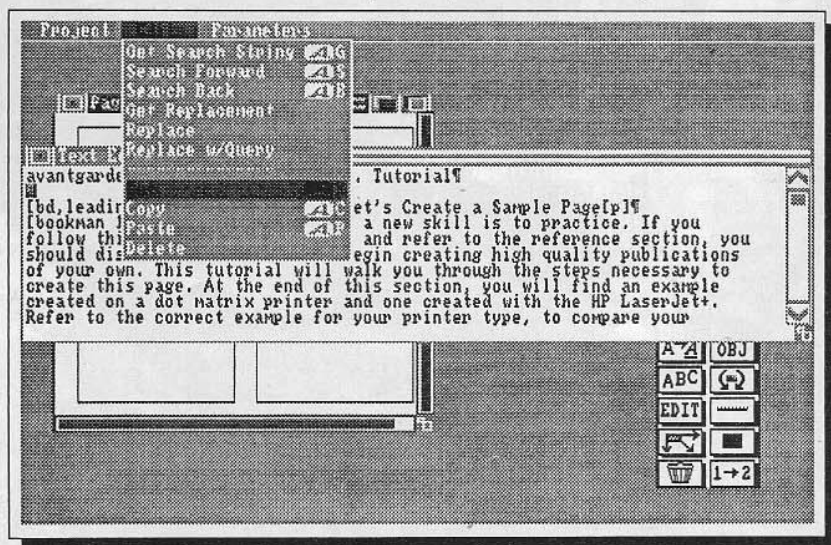 Project Parameters
Get Search String G
Search Forward S
Search Back B
Get Replacement
Replace
Replace w/Query
Copy C
Paste P
Delete
Pag
Text E
avantgarde . Tutorial¶
[bd,leadin et's Create a Sample Page[p]¶
[bookman ] a new skill is to practice. If you
follow thi and refer to the reference section, you
should dis egin creating high quality publications
of your own. This tutorial will walk you through the steps necessary to
create this page. At the end of this section, you will find an example
created on a dot matrix printer and one created with the HP LaserJet+.
Refer to the correct example for your printer type, to compare your
A→A OBJ
ABC
EDIT
1→2